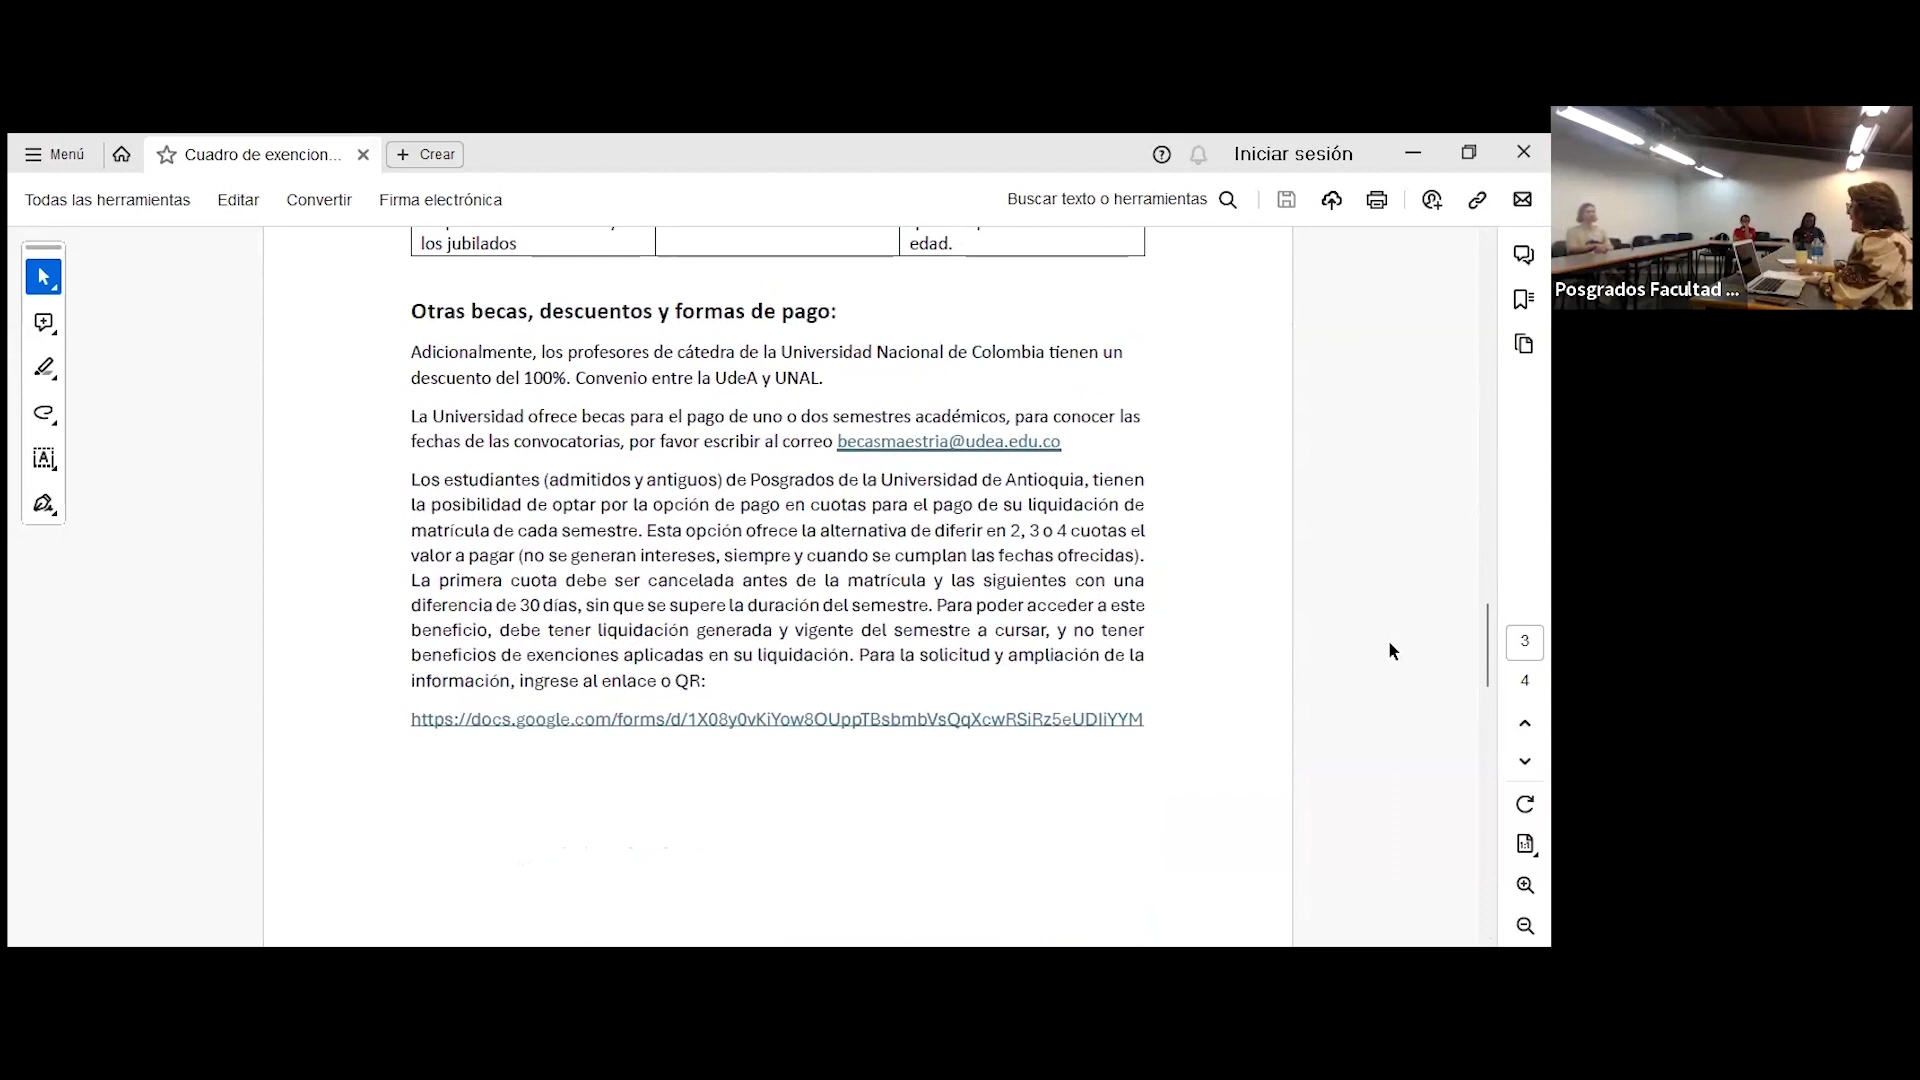 Menú
Cuadro de exencion...
Crear
Iniciar sesión
Todas las herramientas
Editar
Convertir
Firma electrónica
Buscar texto o herramientas
los jubilados
edad.
Otras becas, descuentos y formas de pago:
Adicionalmente, los profesores de cátedra de la Universidad Nacional de Colombia tienen un
descuento del 100%. Convenio entre la UdeA y UNAL.
La Universidad ofrece becas para el pago de uno o dos semestres académicos, para conocer las
fechas de las convocatorias, por favor escribir al correo becasmaestria@udea.edu.co
Los estudiantes (admitidos y antiguos) de Posgrados de la Universidad de Antioquia, tienen
la posibilidad de optar por la opción de pago en cuotas para el pago de su liquidación de
matrícula de cada semestre. Esta opción ofrece la alternativa de diferir en 2, 3 o 4 cuotas el
valor a pagar (no se generan intereses, siempre y cuando se cumplan las fechas ofrecidas).
La primera cuota debe ser cancelada antes de la matrícula y las siguientes con una
diferencia de 30 días, sin que se supere la duración del semestre. Para poder acceder a este
beneficio, debe tener liquidación generada y vigente del semestre a cursar, y no tener
beneficios de exenciones aplicadas en su liquidación. Para la solicitud y ampliación de la
información, ingrese al enlace o QR:
https://docs.google.com/forms/d/1X08y0vKiYow8OUppTBsbmbVsQqXcwRSiRz5eUDIiYYM
3
4
Posgrados Facultad ...